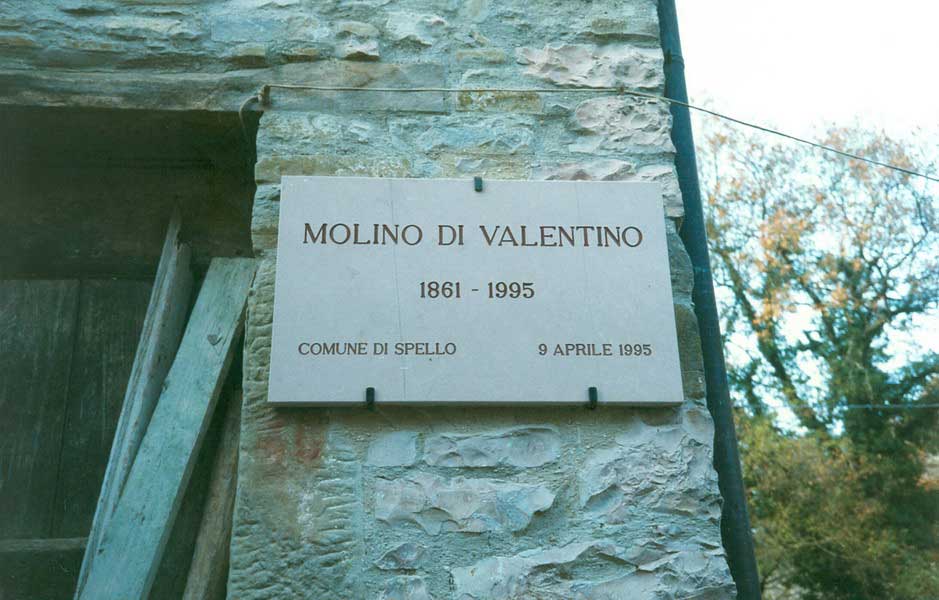 MOLINO DI VALENTINO
1861 - 1995
COMUNE DI SPELLO 9 APRILE 1995